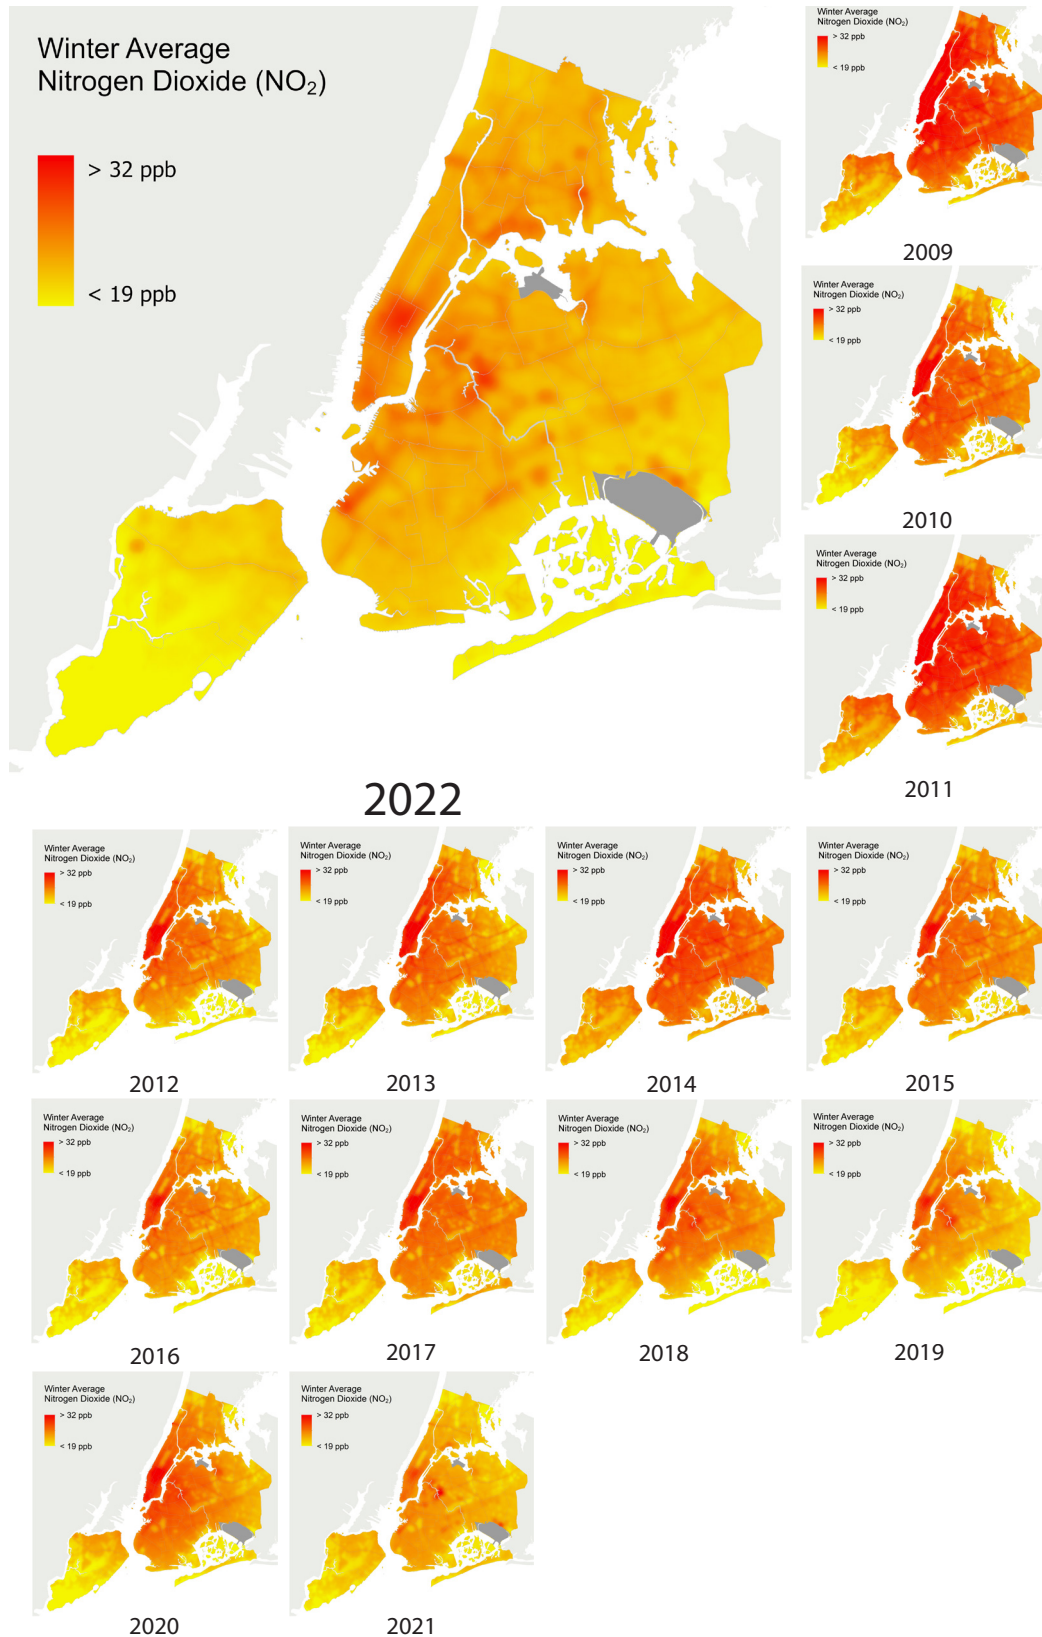 Winter Average
Nitrogen Dioxide (NO₂)
> 32 ppb
< 19 ppb
2022
Winter Average
Nitrogen Dioxide (NO₂)
> 32 ppb
< 19 ppb
2009
Winter Average
Nitrogen Dioxide (NO₂)
> 32 ppb
< 19 ppb
2010
Winter Average
Nitrogen Dioxide (NO₂)
> 32 ppb
< 19 ppb
2011
Winter Average
Nitrogen Dioxide (NO₂)
> 32 ppb
< 19 ppb
2012
Winter Average
Nitrogen Dioxide (NO₂)
> 32 ppb
< 19 ppb
2013
Winter Average
Nitrogen Dioxide (NO₂)
> 32 ppb
< 19 ppb
2014
Winter Average
Nitrogen Dioxide (NO₂)
> 32 ppb
< 19 ppb
2015
Winter Average
Nitrogen Dioxide (NO₂)
> 32 ppb
< 19 ppb
2016
Winter Average
Nitrogen Dioxide (NO₂)
> 32 ppb
< 19 ppb
2017
Winter Average
Nitrogen Dioxide (NO₂)
> 32 ppb
< 19 ppb
2018
Winter Average
Nitrogen Dioxide (NO₂)
> 32 ppb
< 19 ppb
2019
Winter Average
Nitrogen Dioxide (NO₂)
> 32 ppb
< 19 ppb
2020
Winter Average
Nitrogen Dioxide (NO₂)
> 32 ppb
< 19 ppb
2021